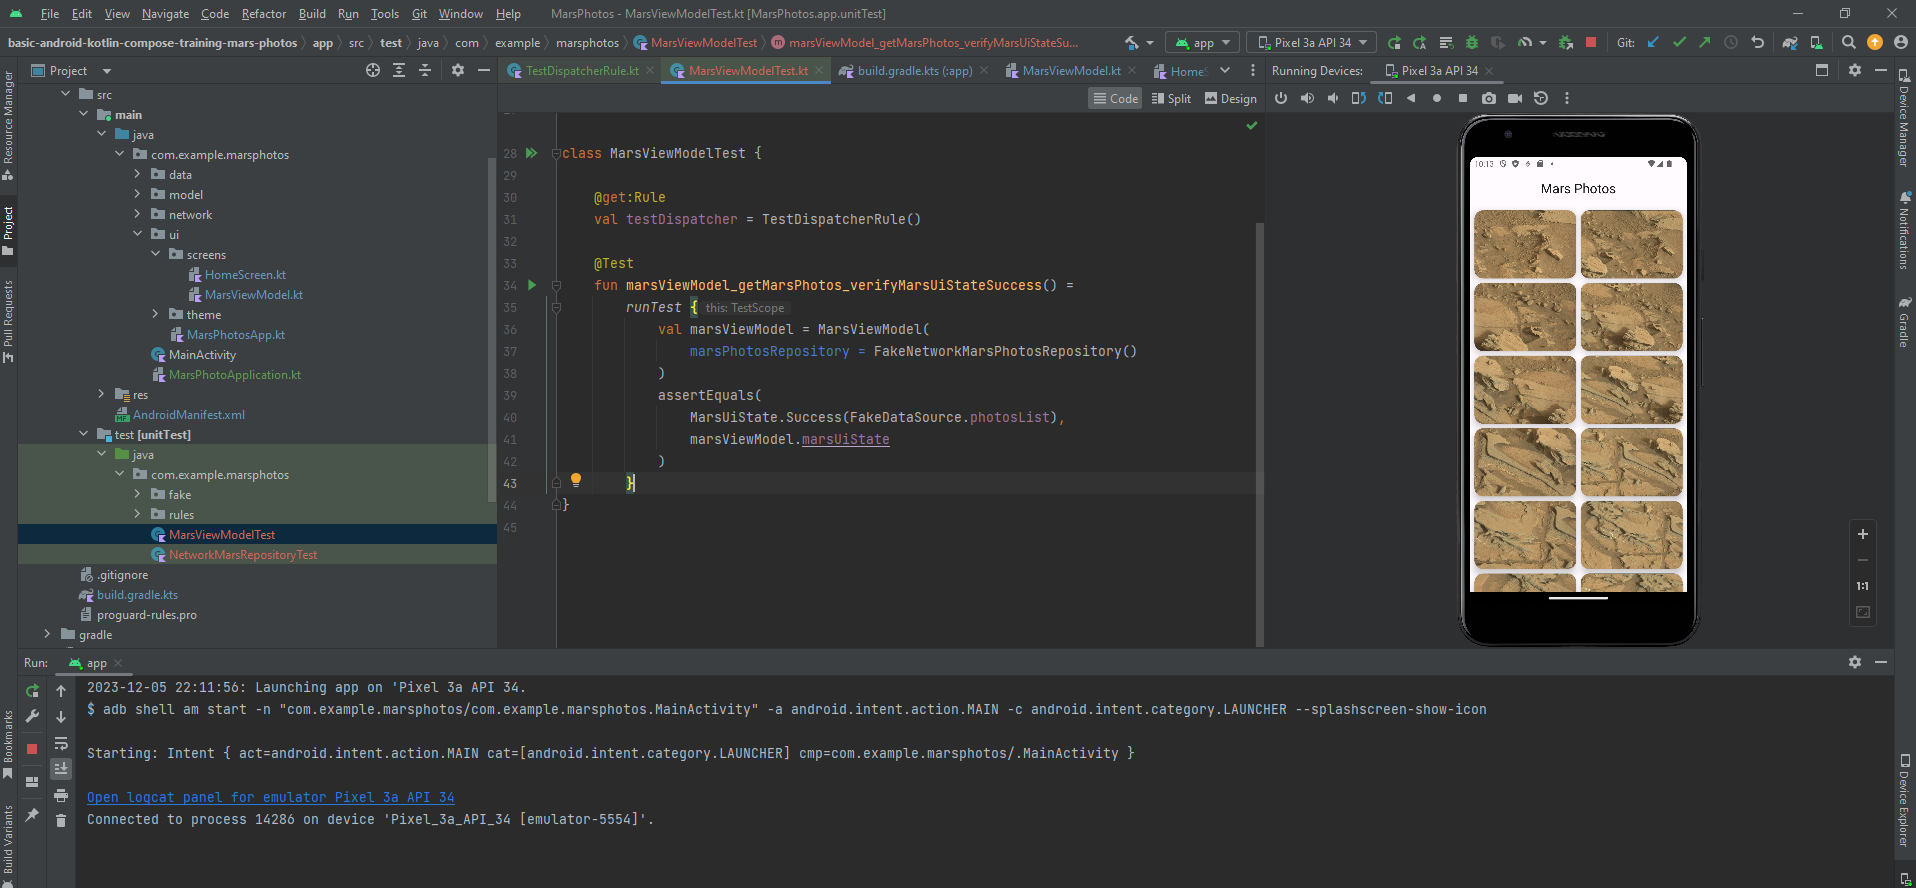 File Edit View Navigate Code Refactor Build Run Tools Git Window Help MarsPhotos - MarsViewModelTest.kt [MarsPhotos.app.unitTest]
basic-android-kotlin-compose-training-mars-photos app src test java com example marsphotos MarsViewModelTest marsViewModel_getMarsPhotos_verifyMarsUiStateSu... app Pixel 3a API 34 Git:
Project
TestDispatcherRule.kt MarsViewModelTest.kt build.gradle.kts (:app) MarsViewModel.kt HomeS
Running Devices: Pixel 3a API 34
Code Split Design
Resource Manager
Project
Pull Requests
Bookmarks
Build Variants
src
main
java
com.example.marsphotos
data
model
network
ui
screens
HomeScreen.kt
MarsViewModel.kt
theme
MarsPhotosApp.kt
MainActivity
MarsPhotoApplication.kt
res
AndroidManifest.xml
test [unitTest]
java
com.example.marsphotos
fake
rules
MarsViewModelTest
NetworkMarsRepositoryTest
.gitignore
build.gradle.kts
proguard-rules.pro
gradle
28 class MarsViewModelTest {
29
30 @get:Rule
31 val testDispatcher = TestDispatcherRule()
32
33 @Test
34 fun marsViewModel_getMarsPhotos_verifyMarsUiStateSuccess() =
35 runTest { this: TestScope
36 val marsViewModel = MarsViewModel(
37 marsPhotosRepository = FakeNetworkMarsPhotosRepository()
38 )
39 assertEquals(
40 MarsUiState.Success(FakeDataSource.photosList),
41 marsViewModel.marsUiState
42 )
43 }
44 }
45
10:13
Mars Photos
1:1
Device Manager
Notifications
Gradle
Device Explorer
Run: app
2023-12-05 22:11:56: Launching app on 'Pixel 3a API 34.
$ adb shell am start -n "com.example.marsphotos/com.example.marsphotos.MainActivity" -a android.intent.action.MAIN -c android.intent.category.LAUNCHER --splashscreen-show-icon
Starting: Intent { act=android.intent.action.MAIN cat=[android.intent.category.LAUNCHER] cmp=com.example.marsphotos/.MainActivity }
Open logcat panel for emulator Pixel 3a API 34
Connected to process 14286 on device 'Pixel_3a_API_34 [emulator-5554]'.